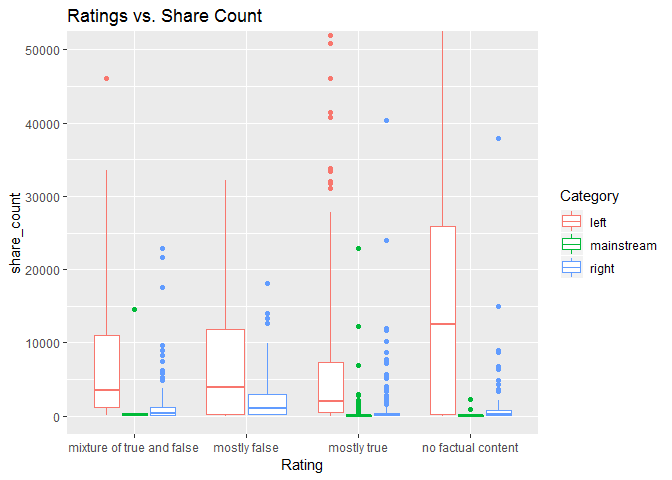 Ratings vs. Share Count
share_count
50000
40000
30000
20000
10000
0
mixture of true and false
mostly false
mostly true
no factual content
Rating
Category
left
mainstream
right